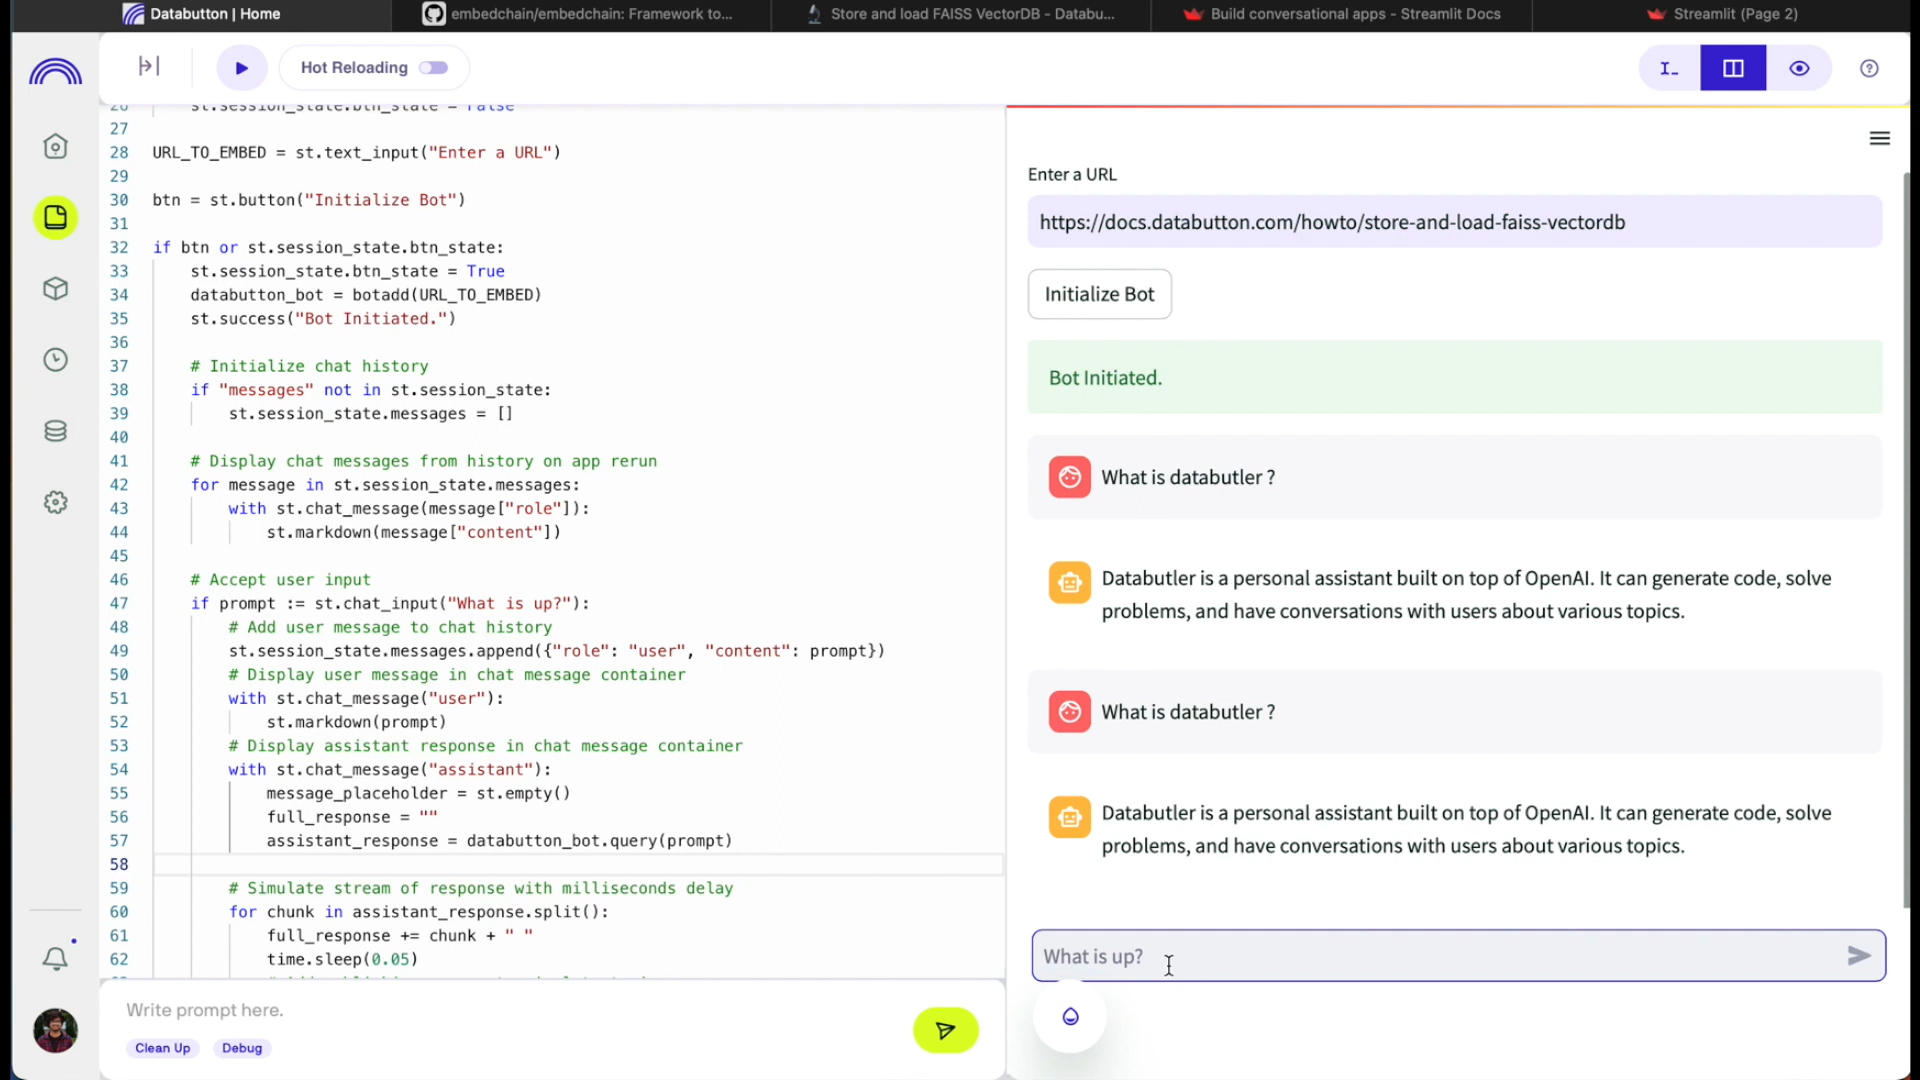 Databutton | Home
embedchain/embedchain: Framework to...
Store and load FAISS VectorDB - Databu...
Build conversational apps - Streamlit Docs
Streamlit (Page 2)
Hot Reloading
26 st.session_state.btn_state = False
27
28 URL_TO_EMBED = st.text_input("Enter a URL")
29
30 btn = st.button("Initialize Bot")
31
32 if btn or st.session_state.btn_state:
33 st.session_state.btn_state = True
34 databutton_bot = botadd(URL_TO_EMBED)
35 st.success("Bot Initiated.")
36
37 # Initialize chat history
38 if "messages" not in st.session_state:
39 st.session_state.messages = []
40
41 # Display chat messages from history on app rerun
42 for message in st.session_state.messages:
43 with st.chat_message(message["role"]):
44 st.markdown(message["content"])
45
46 # Accept user input
47 if prompt := st.chat_input("What is up?"):
48 # Add user message to chat history
49 st.session_state.messages.append({"role": "user", "content": prompt})
50 # Display user message in chat message container
51 with st.chat_message("user"):
52 st.markdown(prompt)
53 # Display assistant response in chat message container
54 with st.chat_message("assistant"):
55 message_placeholder = st.empty()
56 full_response = ""
57 assistant_response = databutton_bot.query(prompt)
58
59 # Simulate stream of response with milliseconds delay
60 for chunk in assistant_response.split():
61 full_response += chunk + " "
62 time.sleep(0.05)
Write prompt here.
Clean Up
Debug
Enter a URL
https://docs.databutton.com/howto/store-and-load-faiss-vectordb
Initialize Bot
Bot Initiated.
What is databutler ?
Databutler is a personal assistant built on top of OpenAI. It can generate code, solve
problems, and have conversations with users about various topics.
What is databutler ?
Databutler is a personal assistant built on top of OpenAI. It can generate code, solve
problems, and have conversations with users about various topics.
What is up?